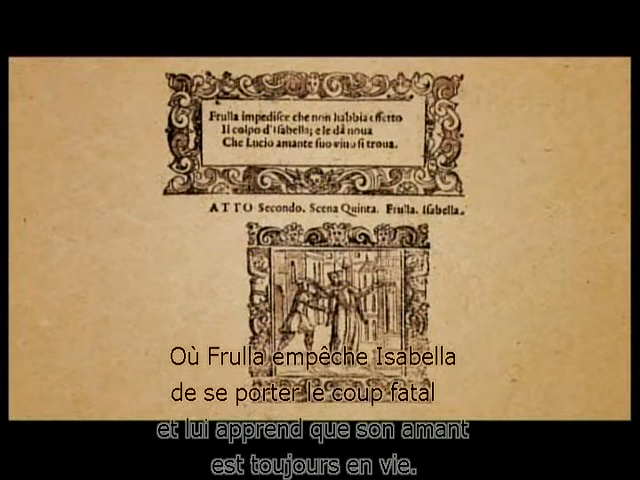 Frulla impedisce che non habbia effetto
Il colpo d'Isabella; e le dà noua
Che Lucio amante suo viuo si troua.
ATTO Secondo. Scena Quinta. Frulla. Isabella.
Où Frulla empêche Isabella
de se porter le coup fatal
et lui apprend que son amant
est toujours en vie.